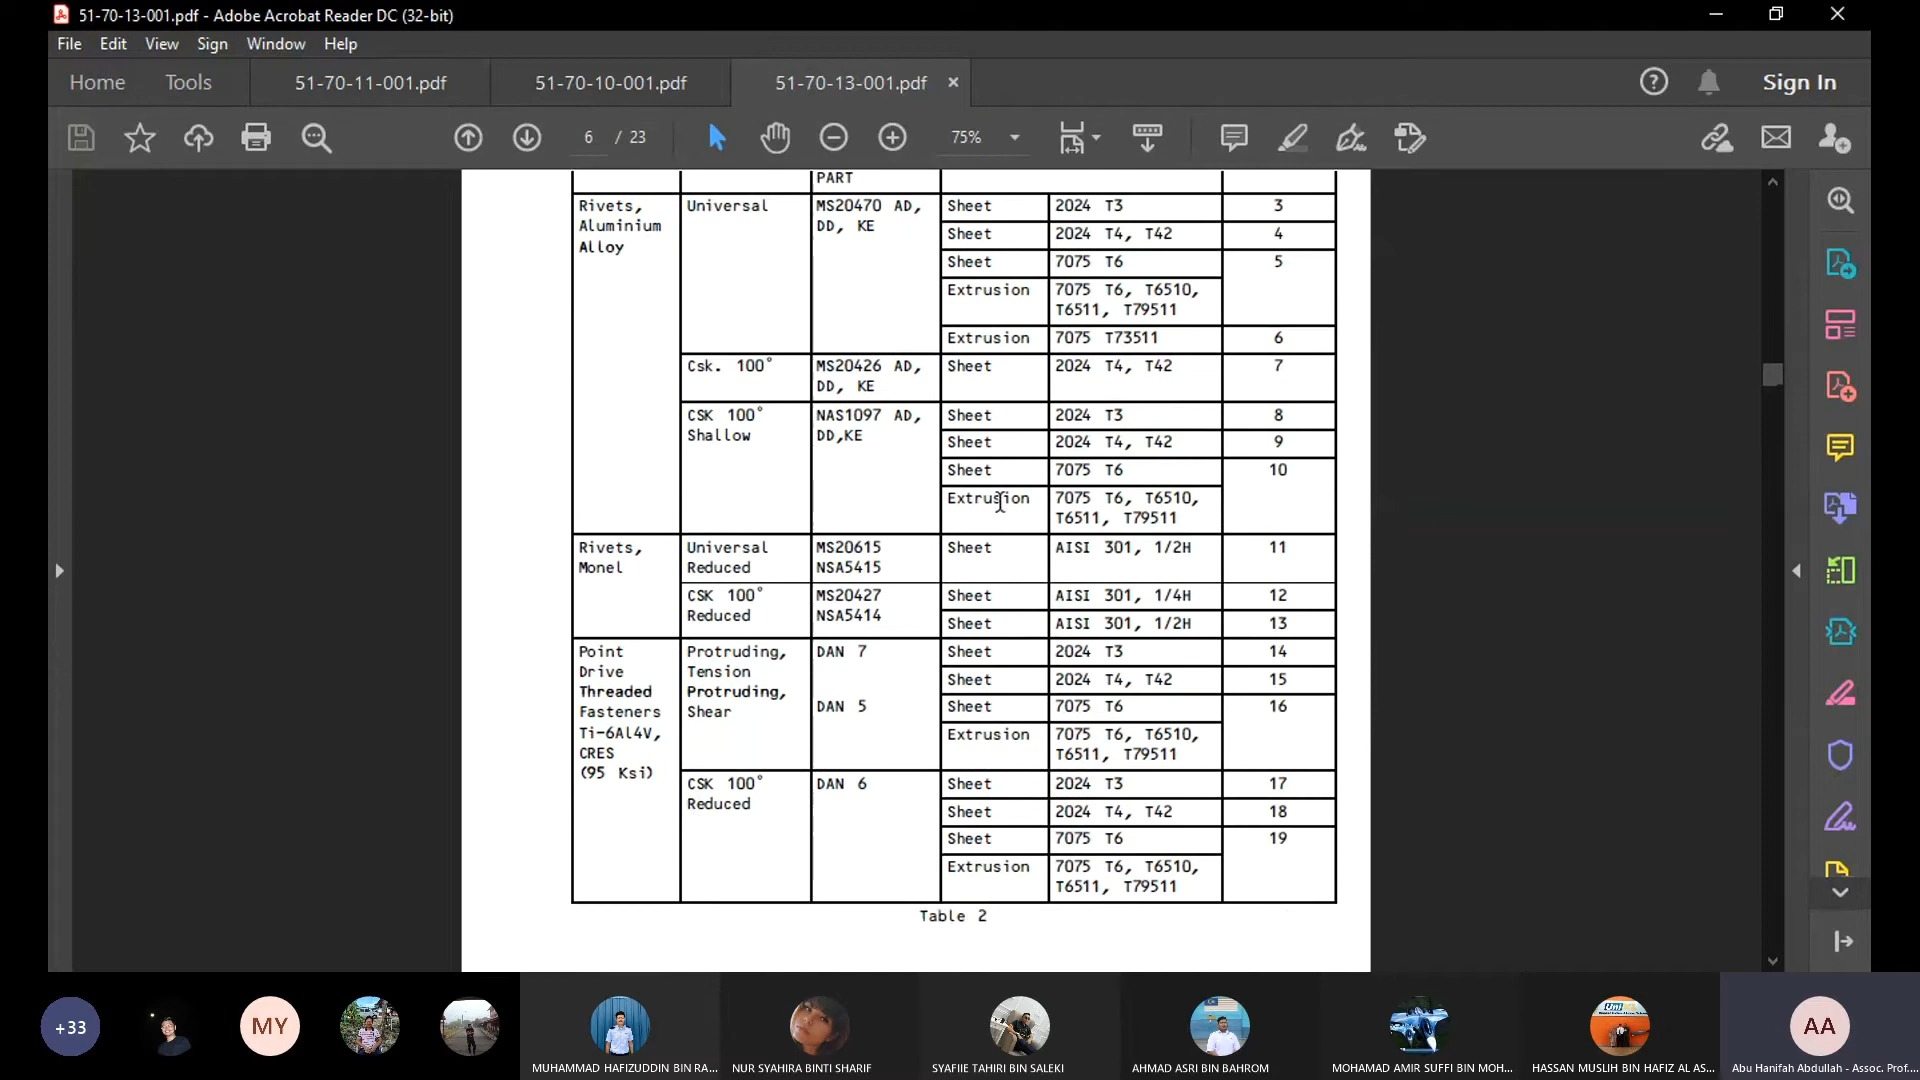 51-70-13-001.pdf - Adobe Acrobat Reader DC (32-bit)
File Edit View Sign Window Help
Home Tools 51-70-11-001.pdf 51-70-10-001.pdf 51-70-13-001.pdf × Sign In
6 / 23 75%
PART
Rivets, Universal MS20470 AD, Sheet 2024 T3 3
Aluminium DD, KE Sheet 2024 T4, T42 4
Alloy Sheet 7075 T6 5
Extrusion 7075 T6, T6510,
T6511, T79511
Extrusion 7075 T73511 6
Csk. 100° MS20426 AD, Sheet 2024 T4, T42 7
DD, KE
CSK 100° NAS1097 AD, Sheet 2024 T3 8
Shallow DD,KE Sheet 2024 T4, T42 9
Sheet 7075 T6 10
Extrusion 7075 T6, T6510,
T6511, T79511
Rivets, Universal MS20615 Sheet AISI 301, 1/2H 11
Monel Reduced NSA5415
CSK 100° MS20427 Sheet AISI 301, 1/4H 12
Reduced NSA5414 Sheet AISI 301, 1/2H 13
Point Protruding, DAN 7 Sheet 2024 T3 14
Drive Tension Sheet 2024 T4, T42 15
Threaded Protruding,
Fasteners Shear DAN 5 Sheet 7075 T6 16
Ti-6Al4V, Extrusion 7075 T6, T6510,
CRES T6511, T79511
(95 Ksi)
CSK 100° DAN 6 Sheet 2024 T3 17
Reduced Sheet 2024 T4, T42 18
Sheet 7075 T6 19
Extrusion 7075 T6, T6510,
T6511, T79511
Table 2
+33 MY AA
MUHAMMAD HAFIZUDDIN BIN RA... NUR SYAHIRA BINTI SHARIF SYAFIIE TAHIRI BIN SALEKI AHMAD ASRI BIN BAHROM MOHAMAD AMIR SUFFI BIN MOH... HASSAN MUSLIH BIN HAFIZ AL AS... Abu Hanifah Abdullah - Assoc. Prof....